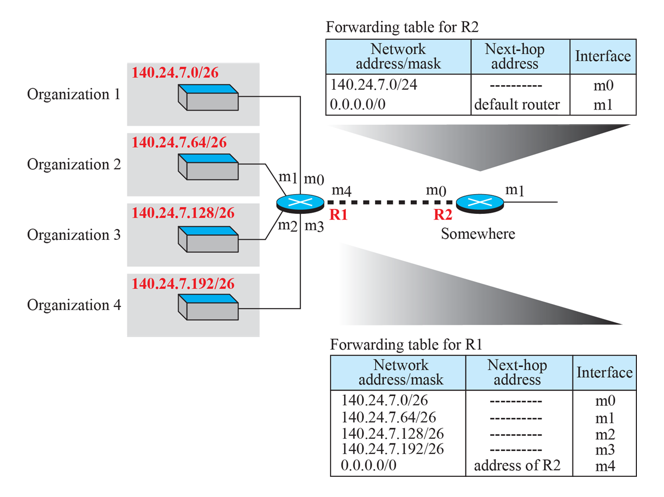 Forwarding table for R2
Network address/mask Next-hop address Interface
140.24.7.0/24 ---------- m0
0.0.0.0/0 default router m1
140.24.7.0/26
Organization 1
140.24.7.64/26
Organization 2
140.24.7.128/26
Organization 3
140.24.7.192/26
Organization 4
m1 m0
m2 m3
m4 m0 m1
R1 R2
Somewhere
Forwarding table for R1
Network address/mask Next-hop address Interface
140.24.7.0/26 ---------- m0
140.24.7.64/26 ---------- m1
140.24.7.128/26 ---------- m2
140.24.7.192/26 ---------- m3
0.0.0.0/0 address of R2 m4